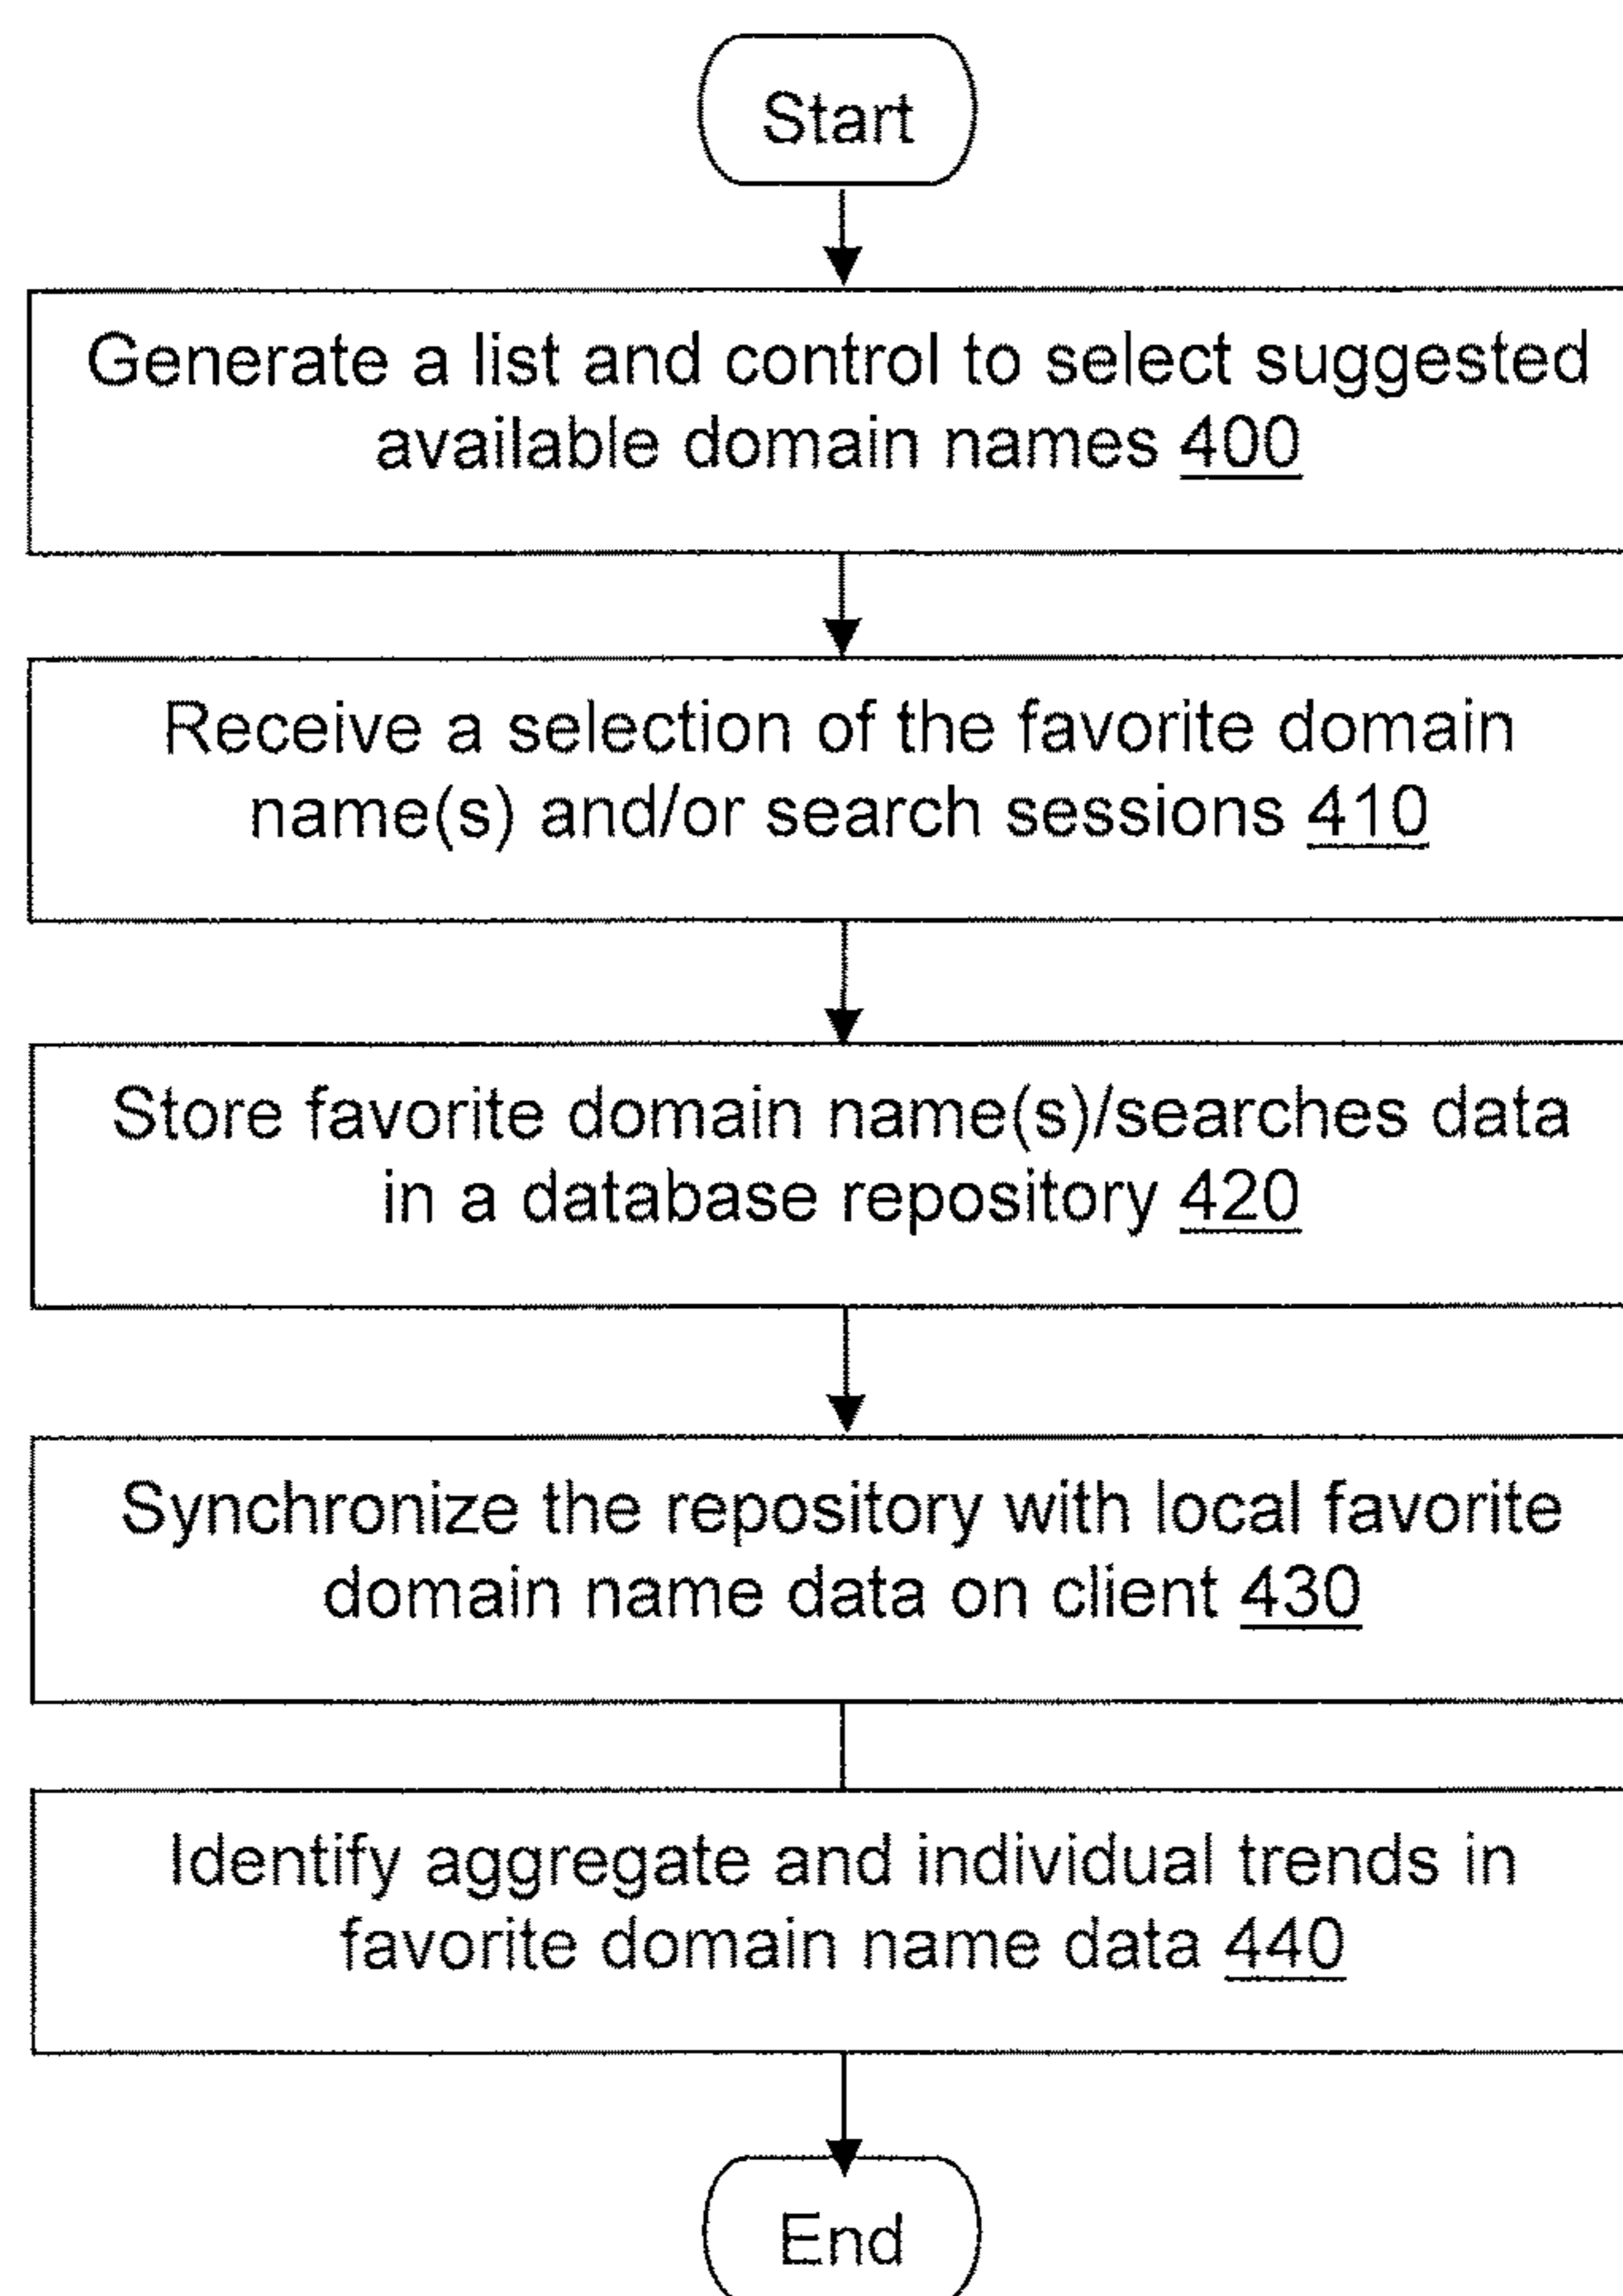 Start
Generate a list and control to select suggested
available domain names 400
Receive a selection of the favorite domain
name(s) and/or search sessions 410
Store favorite domain name(s)/searches data
in a database repository 420
Synchronize the repository with local favorite
domain name data on client 430
Identify aggregate and individual trends in
favorite domain name data 440
End